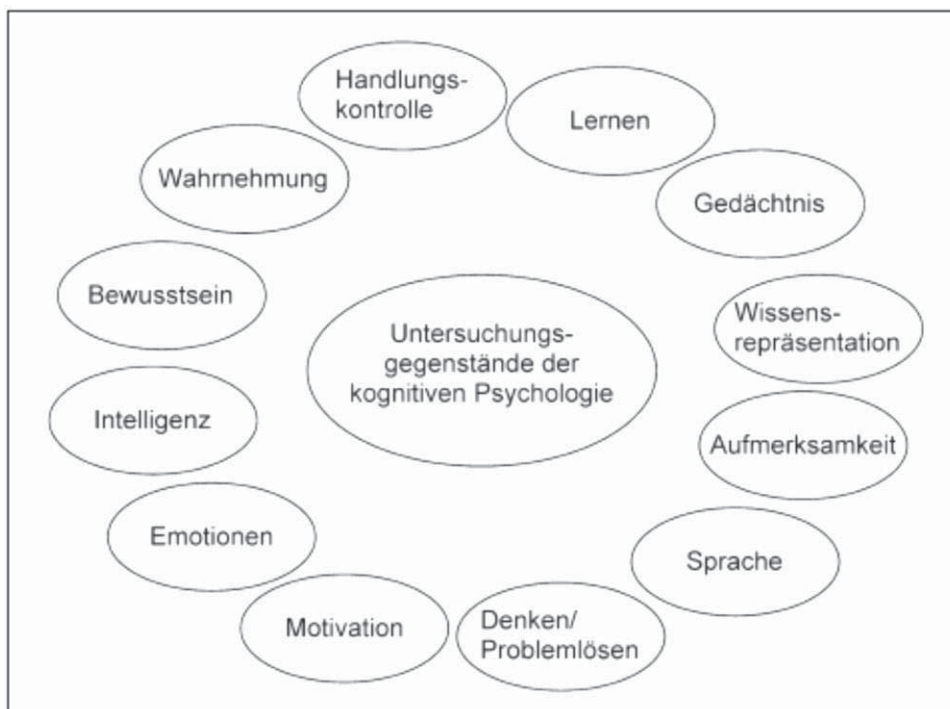 Handlungs-
kontrolle
Lernen
Wahrnehmung
Gedächtnis
Bewusstsein
Wissens-
repräsentation
Untersuchungs-
gegenstände der
kognitiven Psychologie
Intelligenz
Aufmerksamkeit
Emotionen
Sprache
Motivation
Denken/
Problemlösen